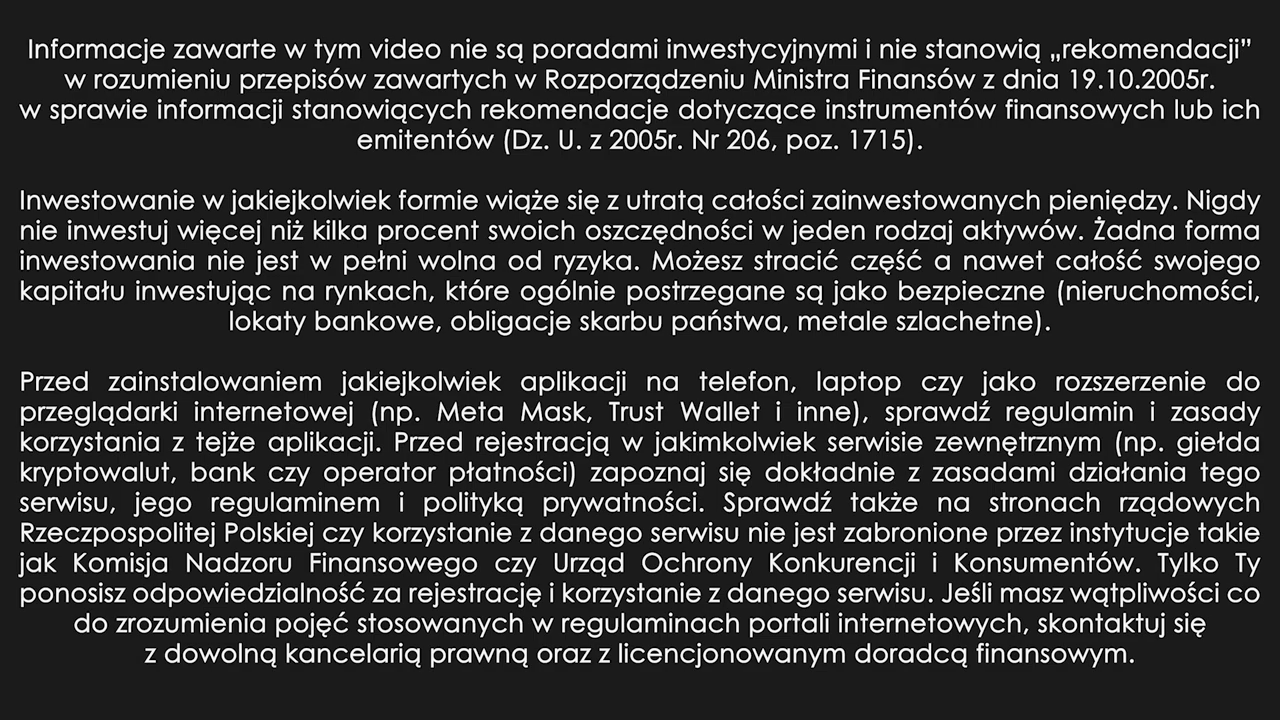 Informacje zawarte w tym video nie są poradami inwestycyjnymi i nie stanowią „rekomendacji”
w rozumieniu przepisów zawartych w Rozporządzeniu Ministra Finansów z dnia 19.10.2005r.
w sprawie informacji stanowiących rekomendacje dotyczące instrumentów finansowych lub ich
emitentów (Dz. U. z 2005r. Nr 206, poz. 1715).
Inwestowanie w jakiejkolwiek formie wiąże się z utratą całości zainwestowanych pieniędzy. Nigdy
nie inwestuj więcej niż kilka procent swoich oszczędności w jeden rodzaj aktywów. Żadna forma
inwestowania nie jest w pełni wolna od ryzyka. Możesz stracić część a nawet całość swojego
kapitału inwestując na rynkach, które ogólnie postrzegane są jako bezpieczne (nieruchomości,
lokaty bankowe, obligacje skarbu państwa, metale szlachetne).
Przed zainstalowaniem jakiejkolwiek aplikacji na telefon, laptop czy jako rozszerzenie do
przeglądarki internetowej (np. Meta Mask, Trust Wallet i inne), sprawdź regulamin i zasady
korzystania z tejże aplikacji. Przed rejestracją w jakimkolwiek serwisie zewnętrznym (np. giełda
kryptowalut, bank czy operator płatności) zapoznaj się dokładnie z zasadami działania tego
serwisu, jego regulaminem i polityką prywatności. Sprawdź także na stronach rządowych
Rzeczpospolitej Polskiej czy korzystanie z danego serwisu nie jest zabronione przez instytucje takie
jak Komisja Nadzoru Finansowego czy Urząd Ochrony Konkurencji i Konsumentów. Tylko Ty
ponosisz odpowiedzialność za rejestrację i korzystanie z danego serwisu. Jeśli masz wątpliwości co
do zrozumienia pojęć stosowanych w regulaminach portali internetowych, skontaktuj się
z dowolną kancelarią prawną oraz z licencjonowanym doradcą finansowym.